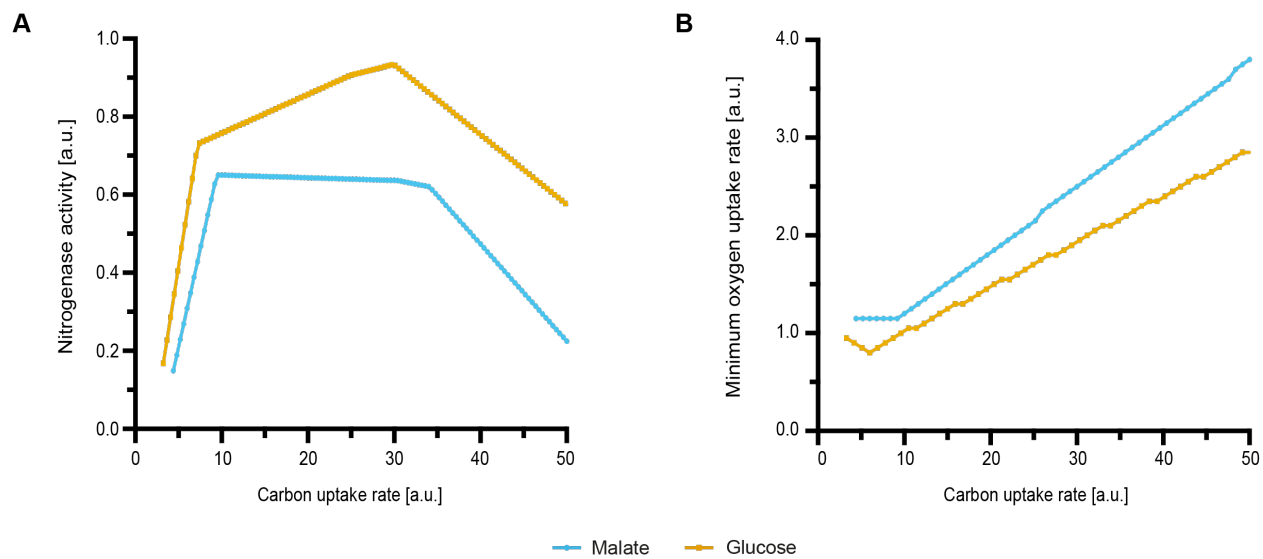 A
Nitrogenase activity [a.u.]
1.0
0.8
0.6
0.4
0.2
0.0
0 10 20 30 40 50
Carbon uptake rate [a.u.]
B
Minimum oxygen uptake rate [a.u.]
4.0
3.0
2.0
1.0
0.0
0 10 20 30 40 50
Carbon uptake rate [a.u.]
Malate Glucose